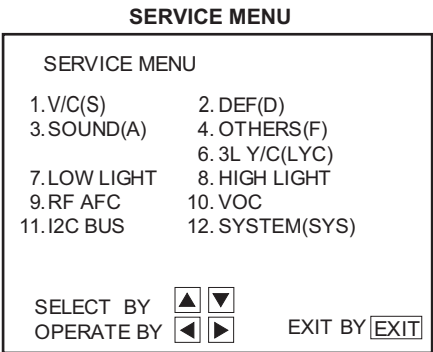 SERVICE MENU
SERVICE MENU
1. V/C(S) 2. DEF(D)
3. SOUND(A) 4. OTHERS(F)
6. 3L Y/C(LYC)
7. LOW LIGHT 8. HIGH LIGHT
9. RF AFC 10. VOC
11. I2C BUS 12. SYSTEM(SYS)
SELECT BY ▲ ▼
OPERATE BY ◀ ▶ EXIT BY EXIT